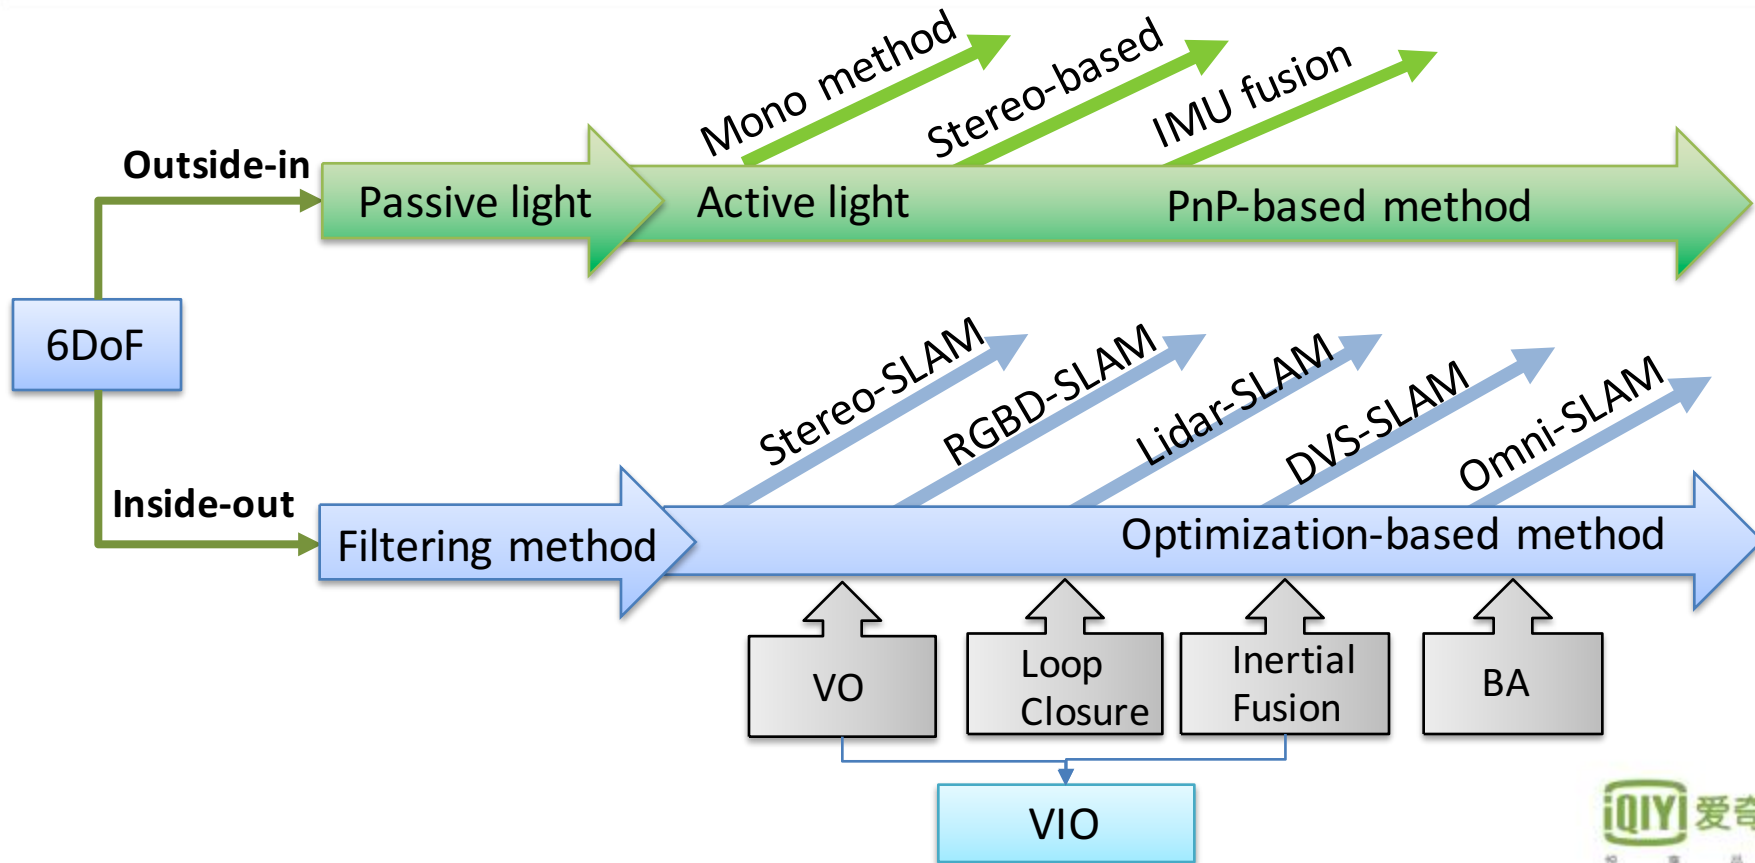 Mono method
Stereo-based
IMU fusion
Outside-in
Passive light
Active light
PnP-based method
6DoF
Stereo-SLAM
RGBD-SLAM
Lidar-SLAM
DVS-SLAM
Omni-SLAM
Inside-out
Filtering method
Optimization-based method
VO
Loop
Closure
Inertial
Fusion
BA
VIO
iQIYI 爱奇